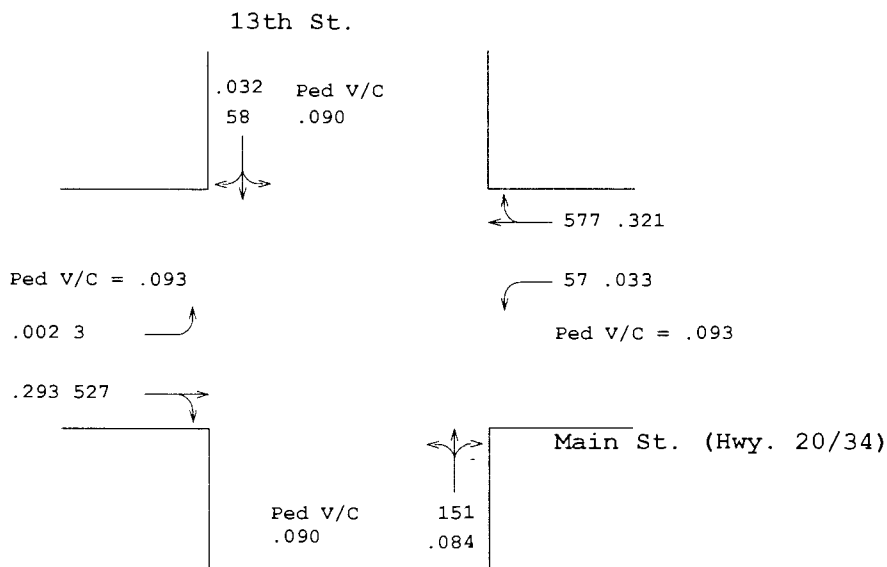 13th St.
.032 Ped V/C
58 .090
577 .321
Ped V/C = .093
57 .033
.002 3
Ped V/C = .093
.293 527
Main St. (Hwy. 20/34)
Ped V/C 151
.090 .084